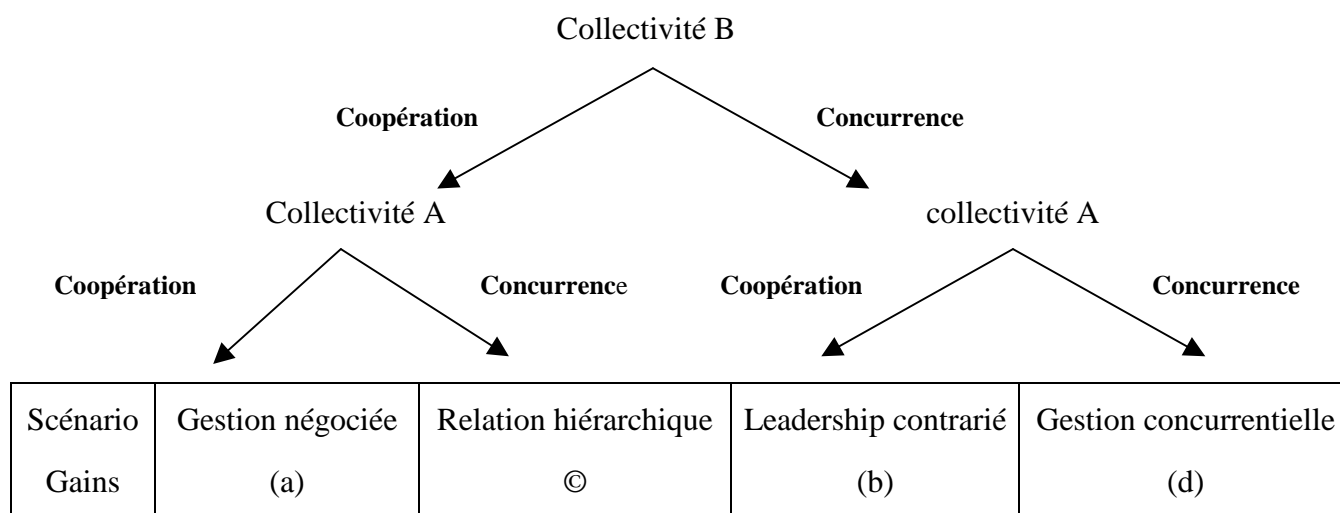 Collectivité B
Coopération Concurrence
Collectivité A collectivité A
Coopération Concurrence Coopération Concurrence
Scénario Gestion négociée Relation hiérarchique Leadership contrarié Gestion concurrentielle
Gains (a) © (b) (d)